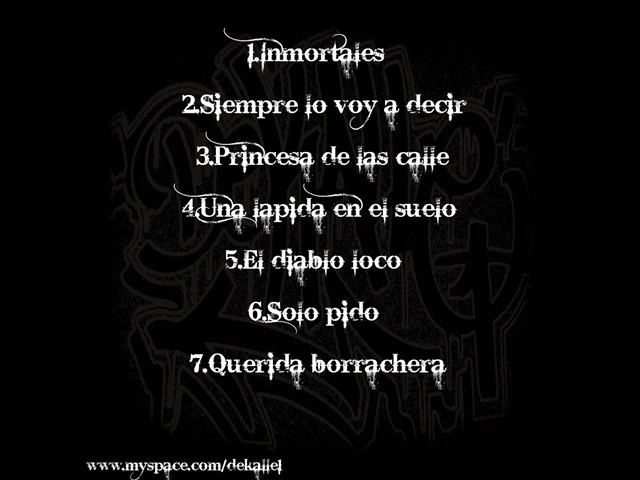 1.Inmortales
2.Siempre lo voy a decir
3.Princesa de las calle
4.Una lapida en el suelo
5.El diablo loco
6.Solo pido
7.Querida borrachera
www.myspace.com/dekallel